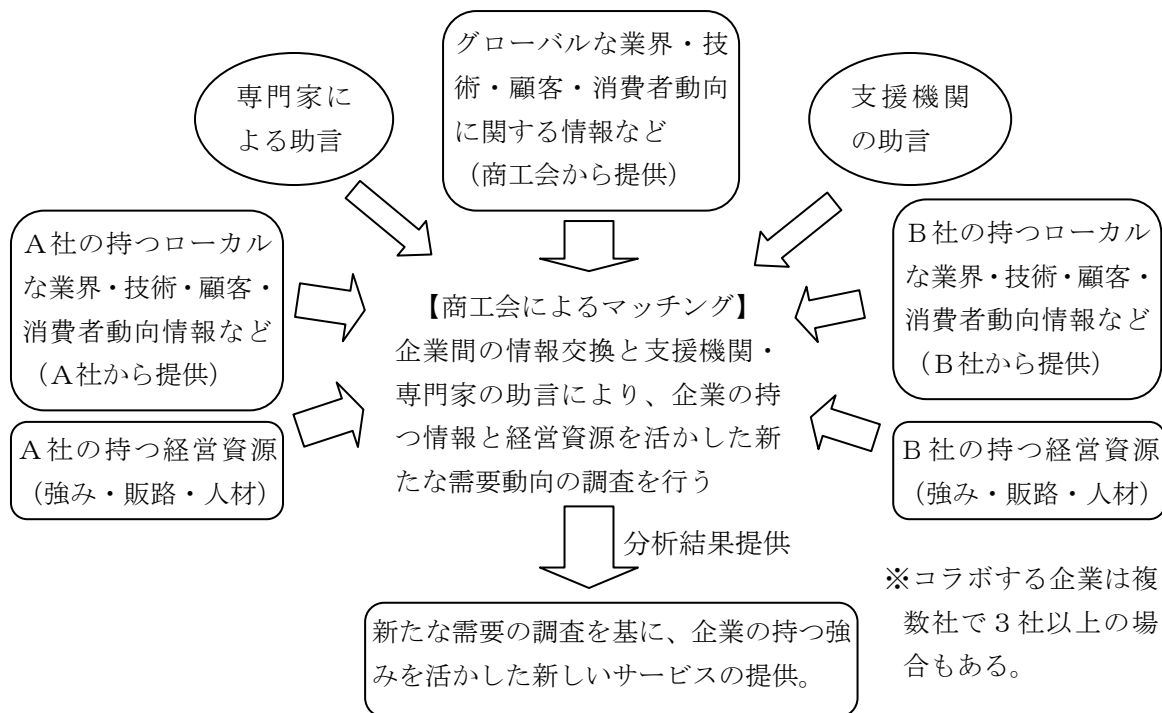 専門家に
よる助言
グローバルな業界・技
術・顧客・消費者動向
に関する情報など
（商工会から提供）
支援機関
の助言
Ａ社の持つローカル
な業界・技術・顧客・
消費者動向情報など
（Ａ社から提供）
Ｂ社の持つローカル
な業界・技術・顧客・
消費者動向情報など
（Ｂ社から提供）
【商工会によるマッチング】
企業間の情報交換と支援機関・
専門家の助言により、企業の持
つ情報と経営資源を活かした新
たな需要動向の調査を行う
Ａ社の持つ経営資源
（強み・販路・人材）
Ｂ社の持つ経営資源
（強み・販路・人材）
分析結果提供
※コラボする企業は複
数社で３社以上の場
合もある。
新たな需要の調査を基に、企業の持つ強
みを活かした新しいサービスの提供。